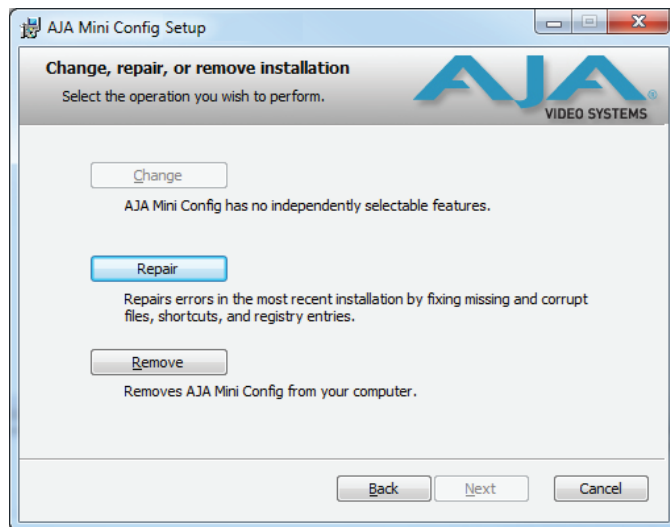 AJA Mini Config Setup
Change, repair, or remove installation
Select the operation you wish to perform.
AJA®
VIDEO SYSTEMS
Change
AJA Mini Config has no independently selectable features.
Repair
Repairs errors in the most recent installation by fixing missing and corrupt
files, shortcuts, and registry entries.
Remove
Removes AJA Mini Config from your computer.
Back
Next
Cancel